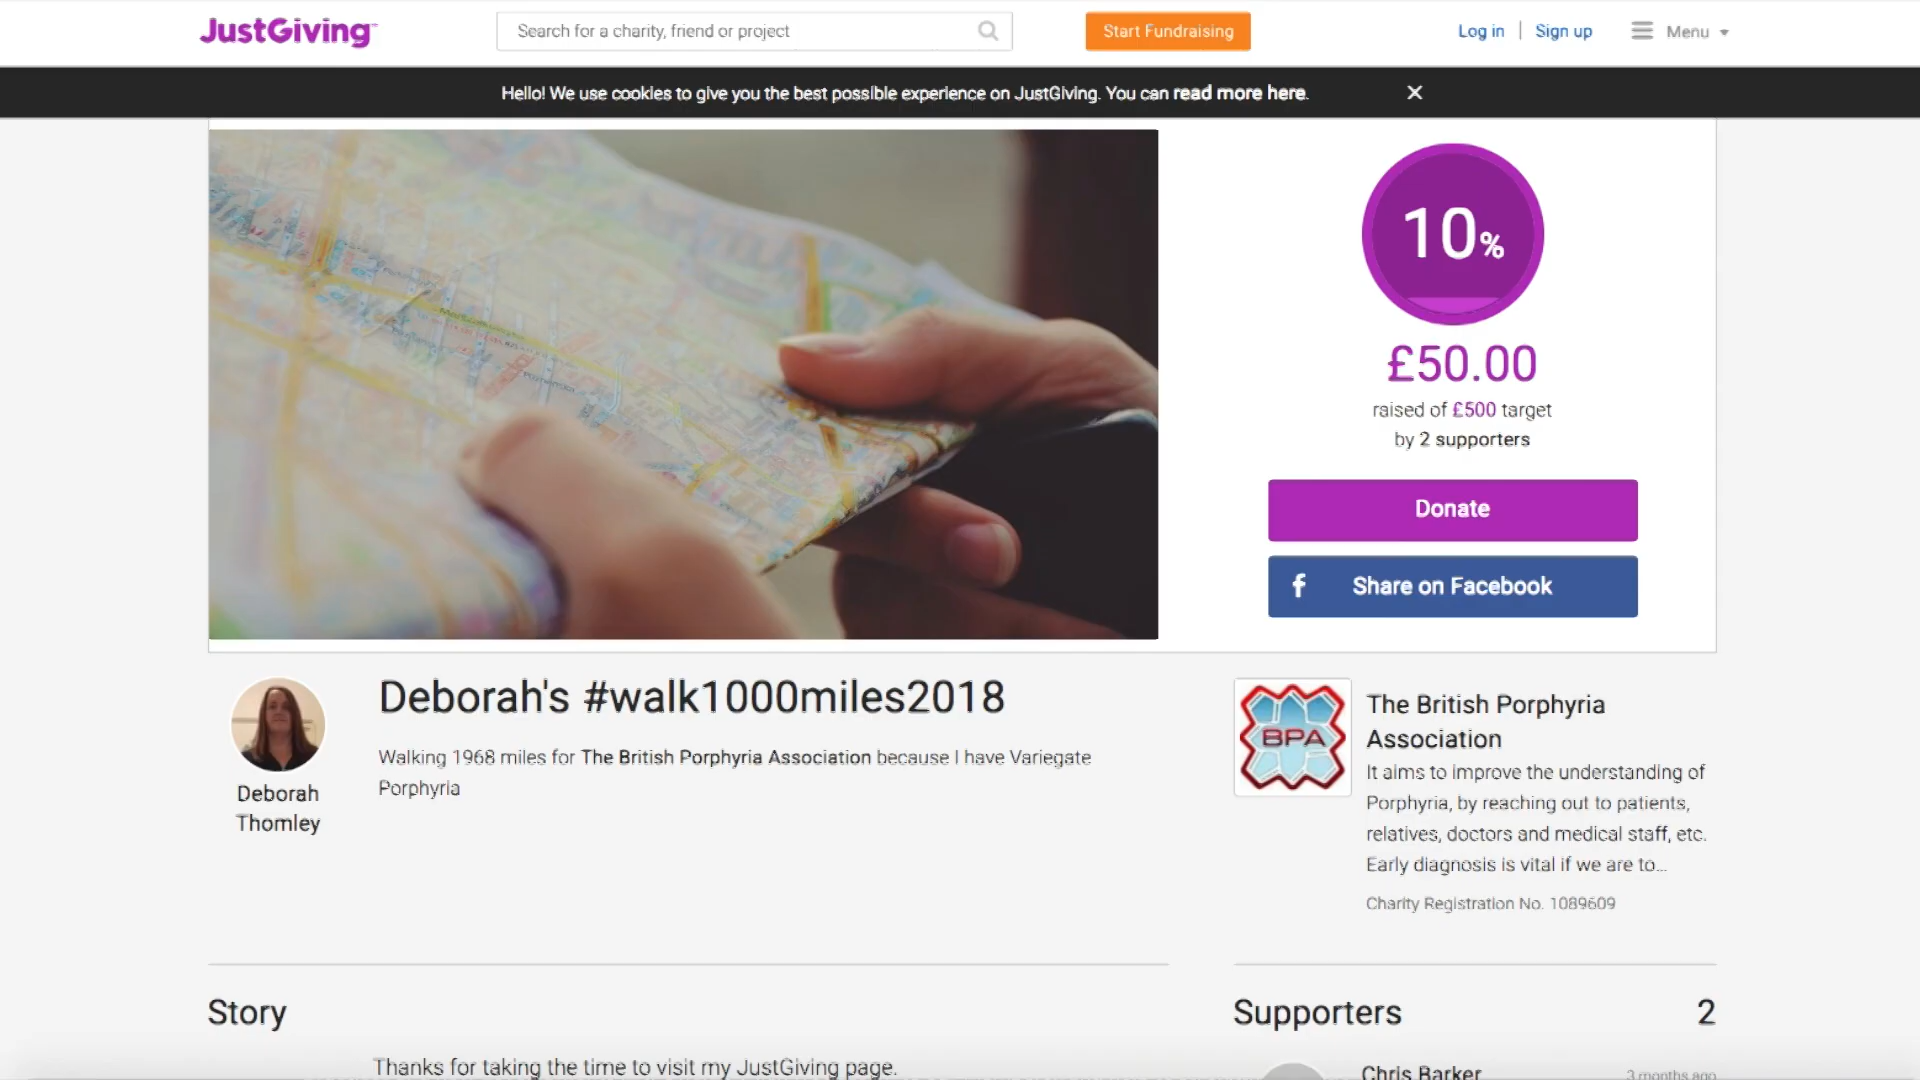 JustGiving
Search for a charity, friend or project
Start Fundraising
Log in
Sign up
Menu
Hello! We use cookies to give you the best possible experience on JustGiving. You can read more here.
10%
£50.00
raised of £500 target
by 2 supporters
Donate
f Share on Facebook
Deborah's #walk1000miles2018
Walking 1968 miles for The British Porphyria Association because I have Variegate
Porphyria
Deborah
Thomley
BPA
The British Porphyria
Association
It aims to improve the understanding of
Porphyria, by reaching out to patients,
relatives, doctors and medical staff, etc.
Early diagnosis is vital if we are to...
Charity Registration No. 1089609
Story
Thanks for taking the time to visit my JustGiving page.
Supporters 2
Chris Barker
3 months ago